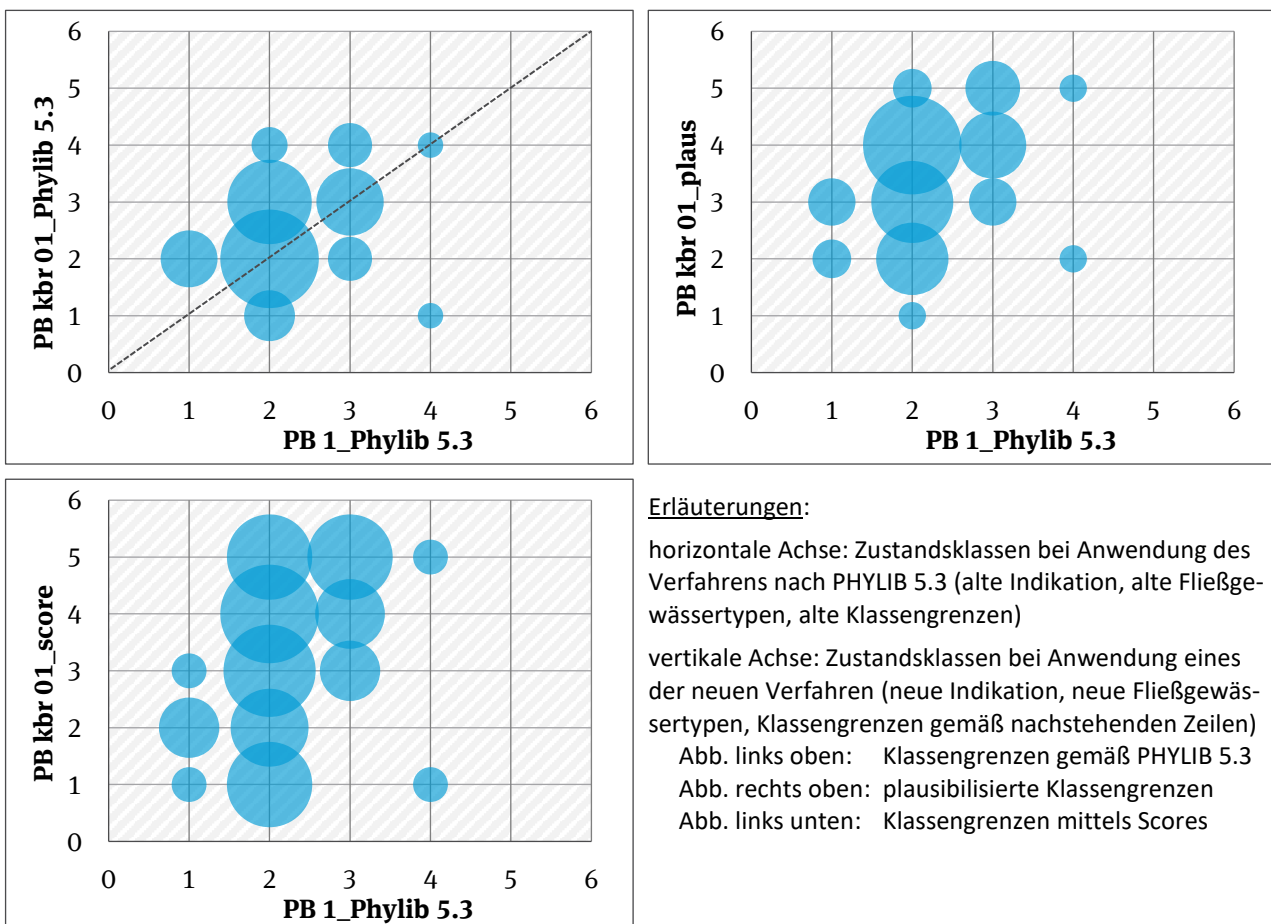 6
5
4
3
2
1
0
PB kbr 01_Phylib 5.3
0 1 2 3 4 5 6
PB 1_Phylib 5.3
6
5
4
3
2
1
0
PB kbr 01_plaus
0 1 2 3 4 5 6
PB 1_Phylib 5.3
6
5
4
3
2
1
0
PB kbr 01_score
0 1 2 3 4 5 6
PB 1_Phylib 5.3
Erläuterungen:
horizontale Achse: Zustandsklassen bei Anwendung des
Verfahrens nach PHYLIB 5.3 (alte Indikation, alte Fließge-
wässertypen, alte Klassengrenzen)
vertikale Achse: Zustandsklassen bei Anwendung eines
der neuen Verfahren (neue Indikation, neue Fließgewäs-
sertypen, Klassengrenzen gemäß nachstehenden Zeilen)
Abb. links oben: Klassengrenzen gemäß PHYLIB 5.3
Abb. rechts oben: plausibilisierte Klassengrenzen
Abb. links unten: Klassengrenzen mittels Scores